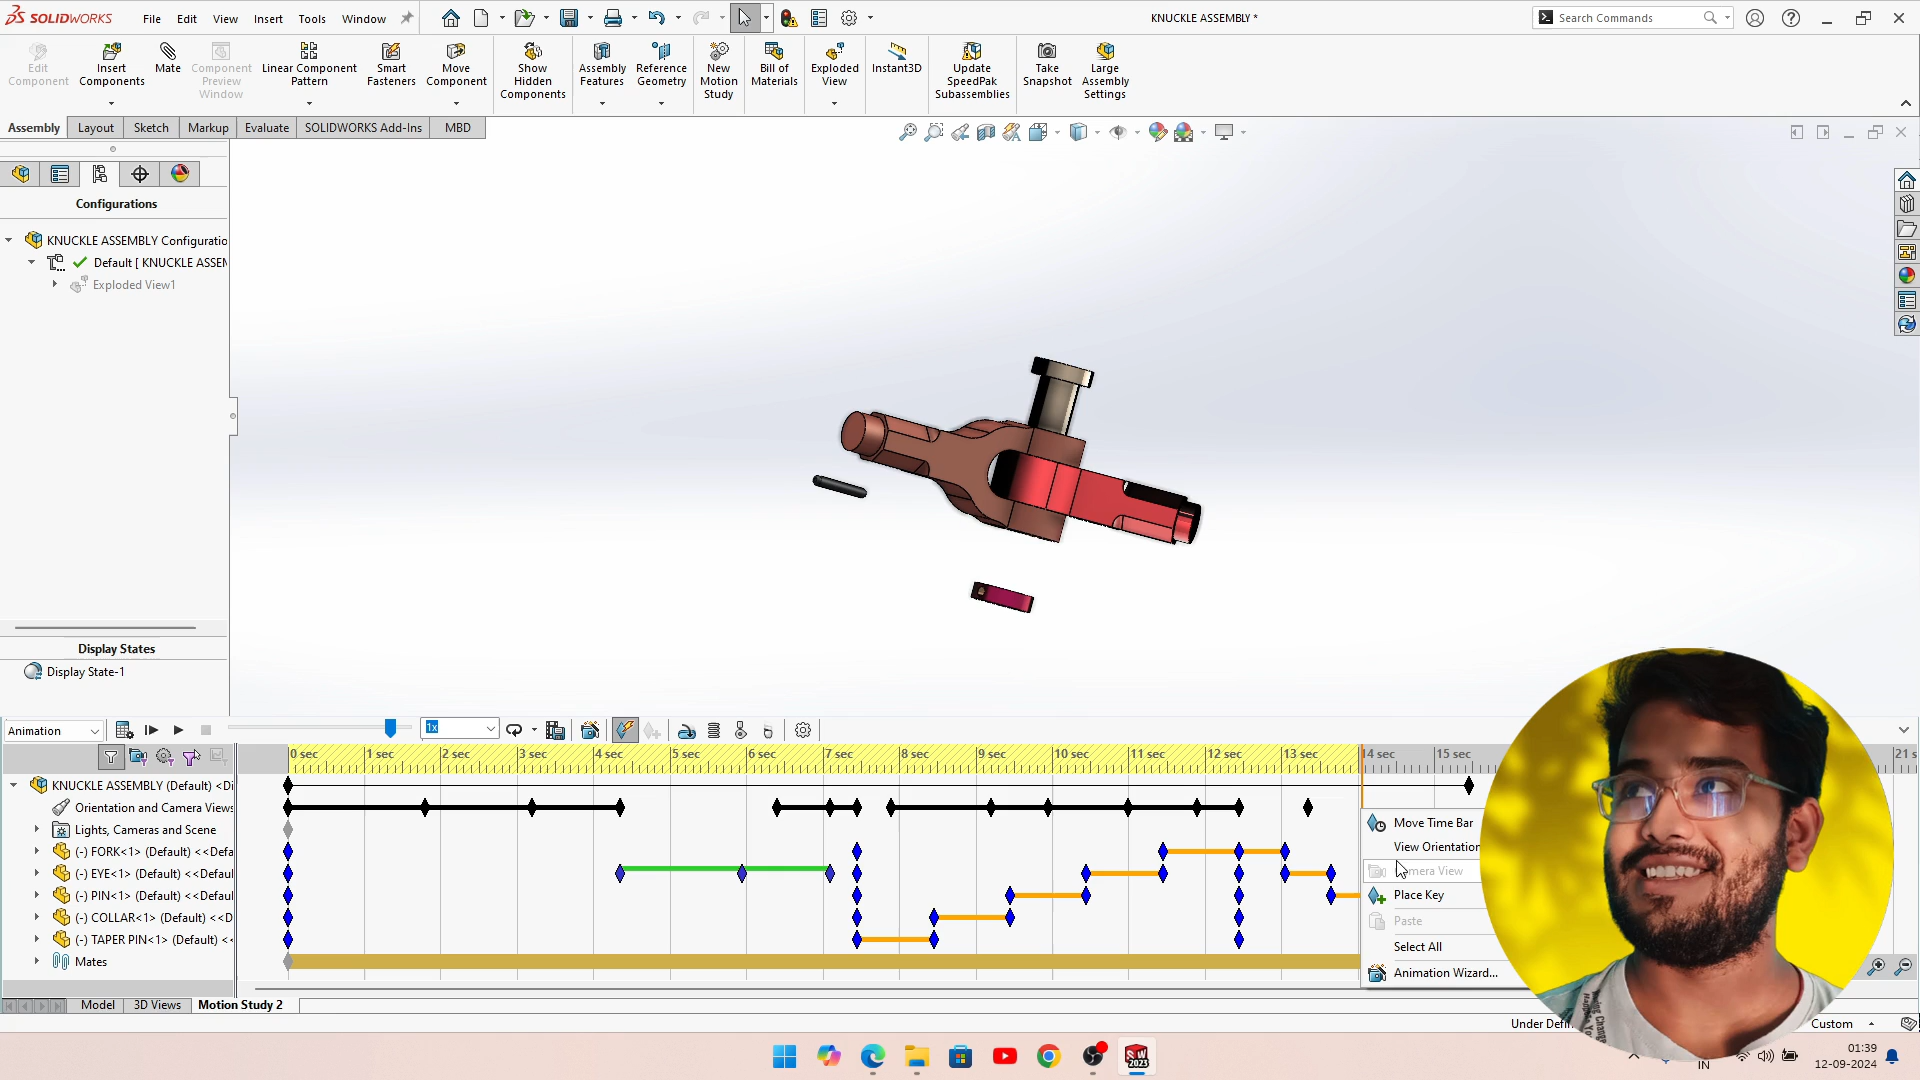 SOLIDWORKS File Edit View Insert Tools Window KNUCKLE ASSEMBLY * Search Commands
Edit Component
Insert Components
Mate
Component Preview Window
Linear Component Pattern
Smart Fasteners
Move Component
Show Hidden Components
Assembly Features
Reference Geometry
New Motion Study
Bill of Materials
Exploded View
Instant3D
Update SpeedPak Subassemblies
Take Snapshot
Large Assembly Settings
Assembly Layout Sketch Markup Evaluate SOLIDWORKS Add-Ins MBD
Configurations
KNUCKLE ASSEMBLY Configuratio
Default [ KNUCKLE ASSEM
Exploded View1
Display States
Display State-1
Animation 1x
0 sec 1 sec 2 sec 3 sec 4 sec 5 sec 6 sec 7 sec 8 sec 9 sec 10 sec 11 sec 12 sec 13 sec 14 sec 15 sec 21 s
KNUCKLE ASSEMBLY (Default) <Di
Orientation and Camera Views
Lights, Cameras and Scene
(-) FORK<1> (Default) <<Defa
(-) EYE<1> (Default) <<Defaul
(-) PIN<1> (Default) <<Defaul
(-) COLLAR<1> (Default) <<D
(-) TAPER PIN<1> (Default) <<
Mates
Move Time Bar
View Orientation
mera View
Place Key
Paste
Select All
Animation Wizard...
Model 3D Views Motion Study 2
Under Defi
Custom
SW 2023
IN
01:39
12-09-2024